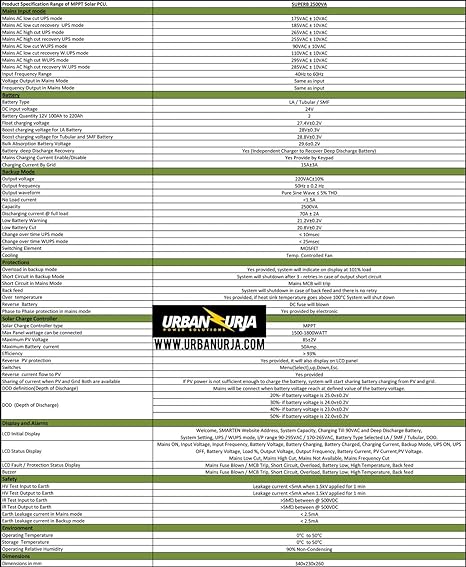 Product Specification Range of MPPT Solar PCU. SUPERB 2500VA
Mains Input mode
Mains AC low cut UPS mode 175VAC ± 10VAC
Mains AC low cut recovery UPS mode 185VAC ± 10VAC
Mains AC high cut UPS mode 265VAC ± 10VAC
Mains AC high cut recovery UPS mode 255VAC ± 10VAC
Mains AC low cut WUPS mode 90VAC ± 10VAC
Mains AC low cut recovery W.UPS mode 110VAC ± 10VAC
Mains AC high cut WUPS mode 295VAC ± 10VAC
Mains AC high cut recovery W.UPS mode 285VAC ± 10VAC
Input Frequency Range 40Hz to 60Hz
Voltage Output in Mains Mode Same as input
Frequency Output in Mains Mode Same as input
Battery
Battery Type LA / Tubular / SMF
DC input voltage 24V
Battery Quantity 12V 100Ah to 220Ah 2
Float charging voltage 27.4V±0.2V
Boost charging voltage for LA Battery 28V±0.3V
Boost charging voltage for Tubular and SMF Battery 28.8V±0.3V
Bulk Absorption Battery Voltage 29.6±0.2V
Battery deep Discharge Recovery Yes (Independent Charger to Recover Deep Discharge Battery)
Mains Charging Current Enable/Disable Yes Provide by Keypad
Charging Current By Grid 15A±3A
Backup Mode
Output voltage 220VAC±10%
Output frequency 50Hz ± 0.2 Hz
Output waveform Pure Sine Wave ≤ 5% THD
No Load current <1.5A
Capacity 2500VA
Discharging current @ full load 70A ± 2A
Low Battery Warning 21.2V±0.2V
Low Battery Cut 20.8V±0.2V
Change over time UPS mode < 10msec
Change over time WUPS mode < 25msec
Switching Element MOSFET
Cooling Temp. Controlled Fan
Protections
Overload in backup mode Yes provided, system will indicate on display at 101% load
Short Circuit in Backup Mode System will shutdown after 3 - retries in case of output short circuit
Short Circuit in Mains Mode Mains MCB will trip
Back feed System will shutdown in case of back feed and there is no retry
Over temperature Yes provided, if heat sink temperature goes above 100°C System will shut down
Reverse Battery DC fuse will blown
Phase to Phase protection in mains mode Yes provided by electronic
URBAN URJA
POWER SOLUTIONS
WWW.URBANURJA.COM
Solar Charge Controller
Solar Charge Controller type MPPT
Max Panel wattage can be connected 1500-1800WATT
Maximum PV Voltage 85±2V
Maximum Battery current 50Amp
Efficiency > 93%
Reverse PV protection Yes provided, it will also display on LCD panel
Switches Menu(Select),up,Down,Esc.
Reverse current flow to PV Yes provided
Sharing of current when PV and Grid Both are available If PV power is not sufficient enough to charge the battery, system will start sharing battery charging from PV and grid.
DOD definition(Depth of Discharge) Mains will be connect when battery voltage reach at defined value of the battery voltage.
DOD (Depth of Discharge) 20%- If battery voltage is 25.0v±0.2V
30%- If battery voltage is 24.0v±0.2V
40%- If battery voltage is 23.0v±0.2V
50%- If battery voltage is 22.0v±0.2V
Display and Alarms
LCD Initial Display Welcome, SMARTEN Website Address, System Capacity, Charging Till 90VAC and Deep Discharge Battery,
System Setting, UPS / WUPS mode, I/P range 90-295VAC / 170-265VAC, Battery Type Selected LA / SMF / Tubular, DOD.
LCD Status Display Mains ON, Input Voltage, Input Frequency, Battery Voltage, Battery Charging, Battery Charged, Charging Current, Backup Mode, UPS ON, UPS
OFF, Battery Voltage, Load %, Output Voltage, Output Frequency, Battery Current, PV Current,PV Voltage.
Mains Low Cut, Mains High Cut, Mains Not Available, Mains Frequency Cut
LCD Fault / Protection Status Display Mains Fuse Blown / MCB Trip, Short Circuit, Overload, Battery Low, High Temperature, Back feed
Buzzer Mains Fuse Blown / MCB Trip, Short Circuit, Overload, Battery Low, High Temperature, Back feed
Safety
HV Test Input to Earth Leakage current <5mA when 1.5kV applied for 1 min
HV Test Output to Earth Leakage current <5mA when 1.5kV applied for 1 min
IR Test Input to Earth >5MΩ between @ 500VDC
IR Test Output to Earth >5MΩ between @ 500VDC
Earth Leakage current in Mains mode < 2.5mA
Earth Leakage current in Backup mode < 2.5mA
Environment
Operating Temperature 0°C to 50°C
Storage Temperature 0°C to 50°C
Operating Relative Humidity 90% Non-Condensing
Dimensions
Dimensions in mm 340x230x260